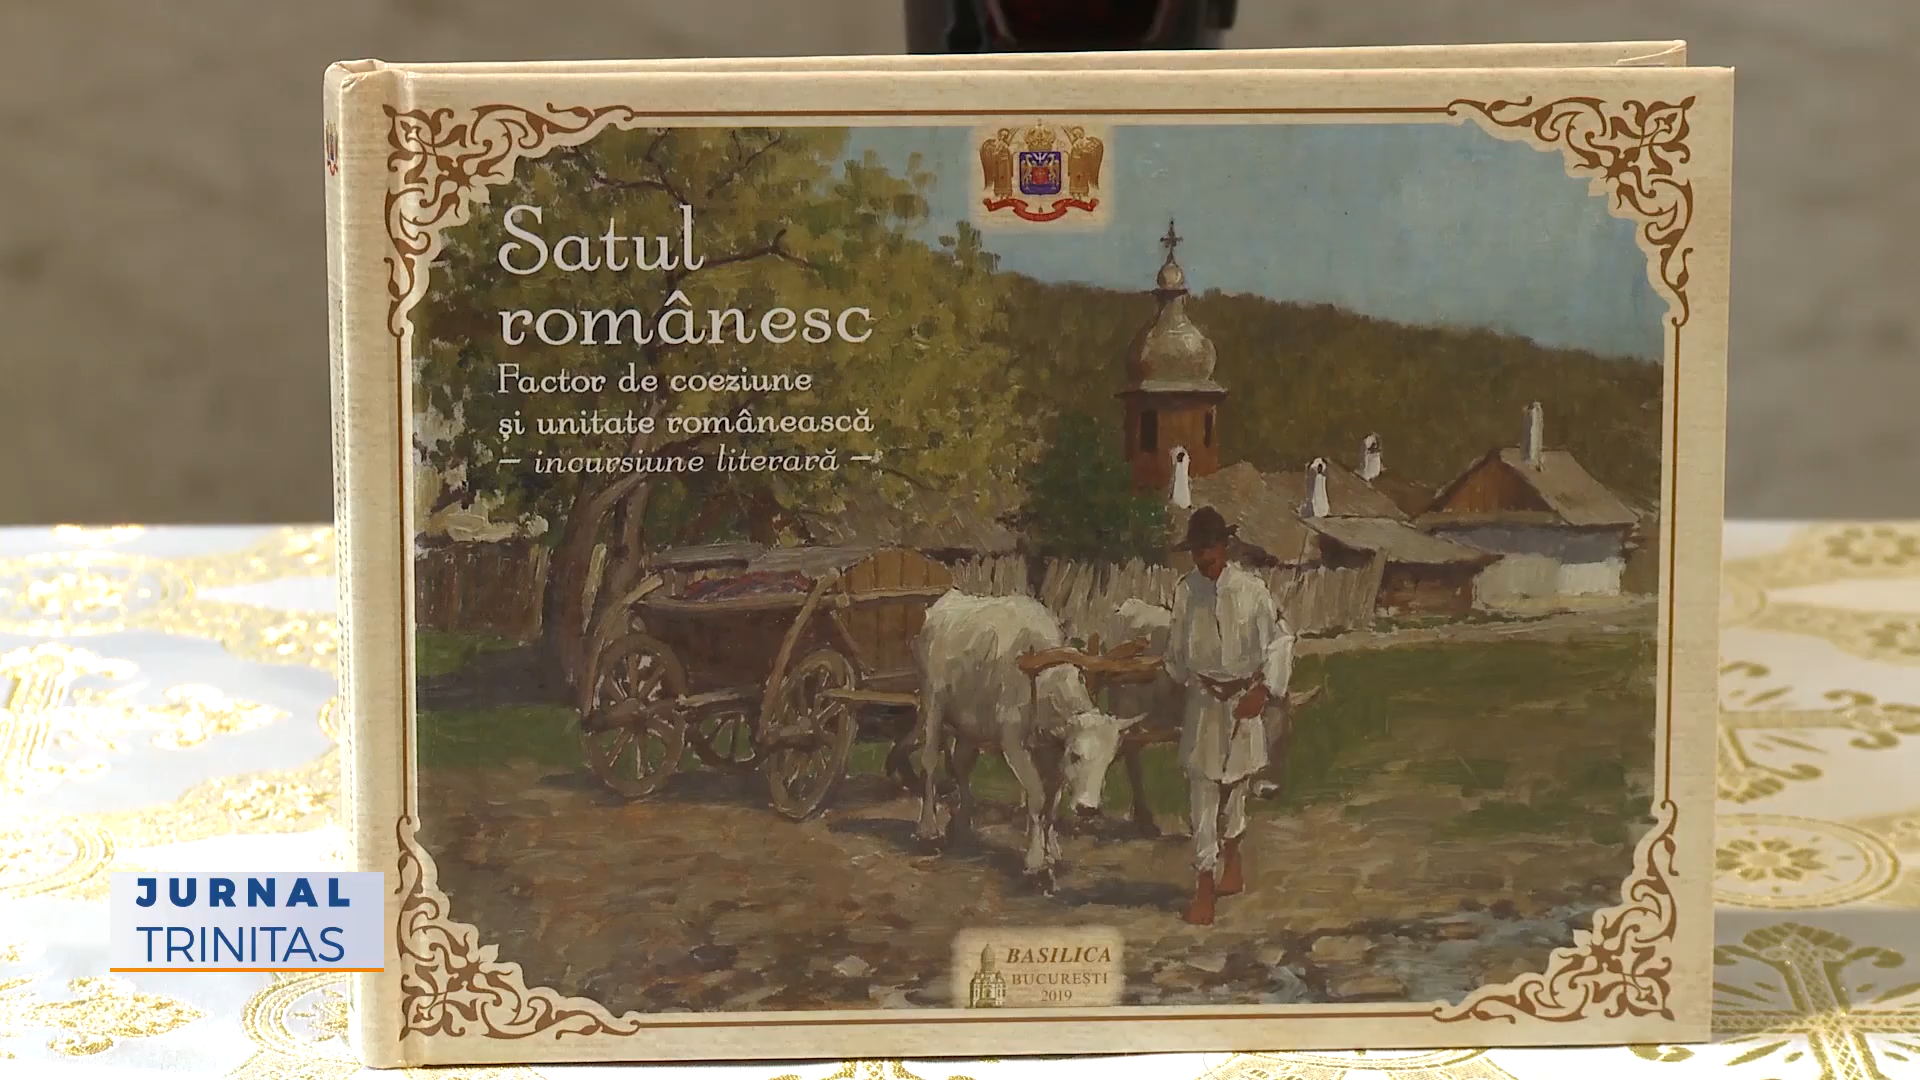 Satul
românesc
Factor de coeziune
și unitate românească
– incursiune literară –
BASILICA
BUCUREȘTI
2019
JURNAL
TRINITAS